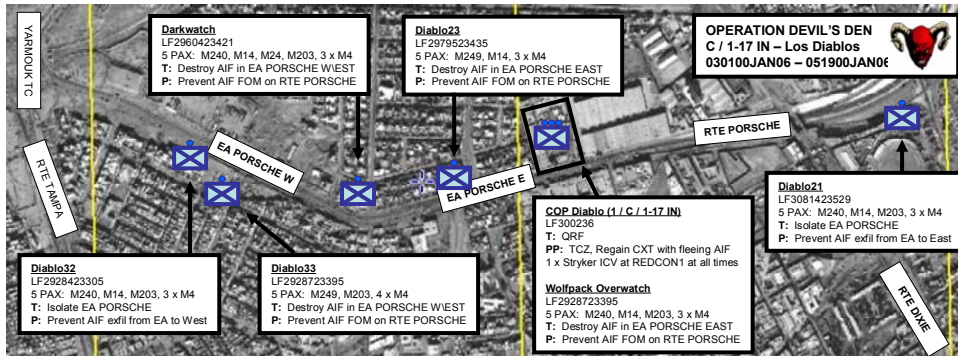 YARMOUK TC
RTE TAMPA
Darkwatch
LF2960423421
5 PAX: M240, M14, M24, M203, 3 x M4
T: Destroy AIF in EA PORSCHE W\EST
P: Prevent AIF FOM on RTE PORSCHE
Diablo23
LF2979523435
5 PAX: M249, M14, M203, 3 x M4
T: Destroy AIF in EA PORSCHE EAST
P: Prevent AIF FOM on RTE PORSCHE
OPERATION DEVIL'S DEN
C / 1-17 IN – Los Diablos
030100JAN06 – 051900JAN06
EA PORSCHE W
EA PORSCHE E
RTE PORSCHE
Diablo32
LF2928423305
5 PAX: M240, M14, M203, 3 x M4
T: Isolate EA PORSCHE
P: Prevent AIF exfil from EA to West
Diablo33
LF2928723395
5 PAX: M249, M203, 4 x M4
T: Destroy AIF in EA PORSCHE W\EST
P: Prevent AIF FOM on RTE PORSCHE
COP Diablo (1 / C / 1-17 IN)
LF300236
T: QRF
PP: TCZ, Regain CXT with fleeing AIF
1 x Stryker ICV at REDCON1 at all times
Wolfpack Overwatch
LF2928723395
5 PAX: M240, M14, M203, 3 x M4
T: Destroy AIF in EA PORSCHE EAST
P: Prevent AIF FOM on RTE PORSCHE
Diablo21
LF3081423529
5 PAX: M240, M14, M203, 3 x M4
T: Isolate EA PORSCHE
P: Prevent AIF exfil from EA to East
RTE DIXIE